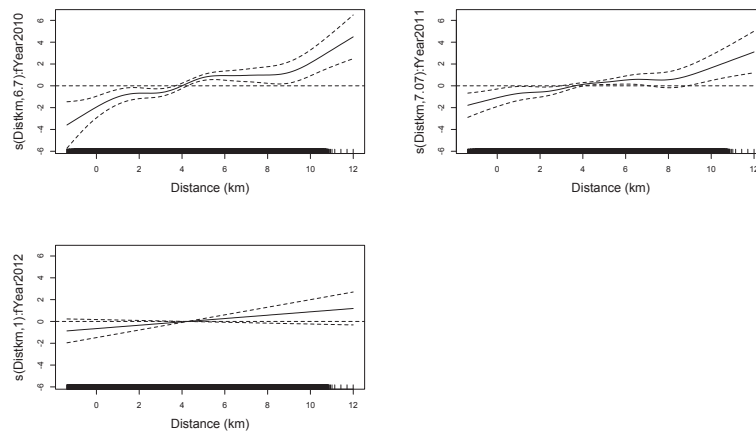 s(Distkm,6.7):fYear2010
6
4
2
0
-2
-4
-6
0 2 4 6 8 10 12
Distance (km)
s(Distkm,7.07):fYear2011
6
4
2
0
-2
-4
-6
0 2 4 6 8 10 12
Distance (km)
s(Distkm,1):fYear2012
6
4
2
0
-2
-4
-6
0 2 4 6 8 10 12
Distance (km)